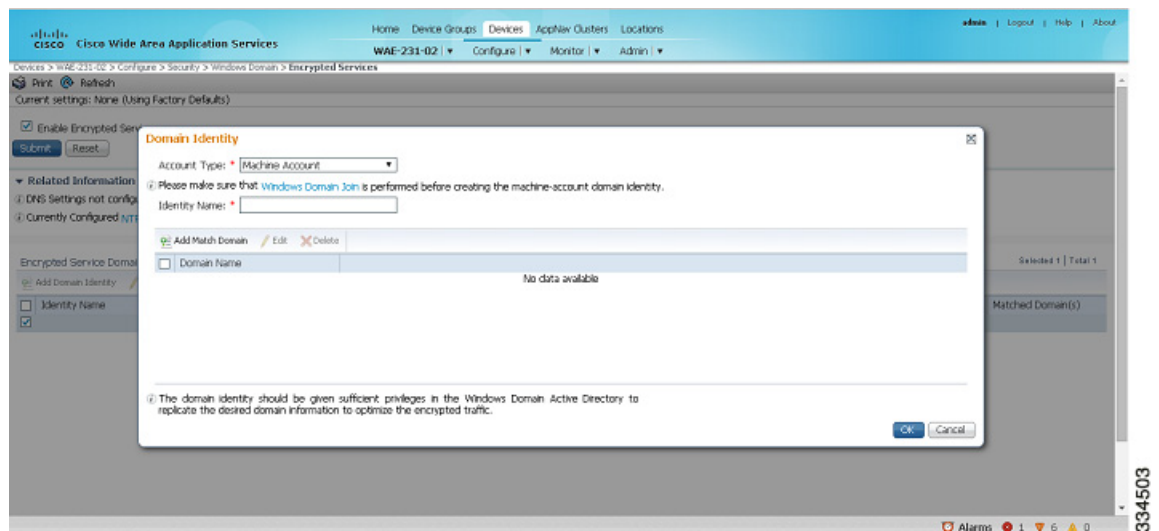 Home Device Groups Devices AppNav Clusters Locations
admin | Logout | Help | About
CISCO Cisco Wide Area Application Services
WAE-231-02 | Configure | Monitor | Admin |
Devices > WAE-231-02 > Configure > Security > Windows Domain > Encrypted Services
Print Refresh
Current settings: None (Using Factory Defaults)
Enable Encrypted Serv
Submit Reset
Domain Identity
Account Type: * Machine Account
Related Information
Please make sure that Windows Domain Join is performed before creating the machine-account domain identity.
DNS Settings not configu
Identity Name: *
Currently Configured NTP
Add Match Domain Edit Delete
Encrypted Service Domai
Domain Name
Selected 1 | Total 1
Add Domain Identity
No data available
Identity Name
Matched Domain(s)
The domain identity should be given sufficient privileges in the Windows Domain Active Directory to
replicate the desired domain information to optimize the encrypted traffic.
OK Cancel
Alarms 1 6 0
334503